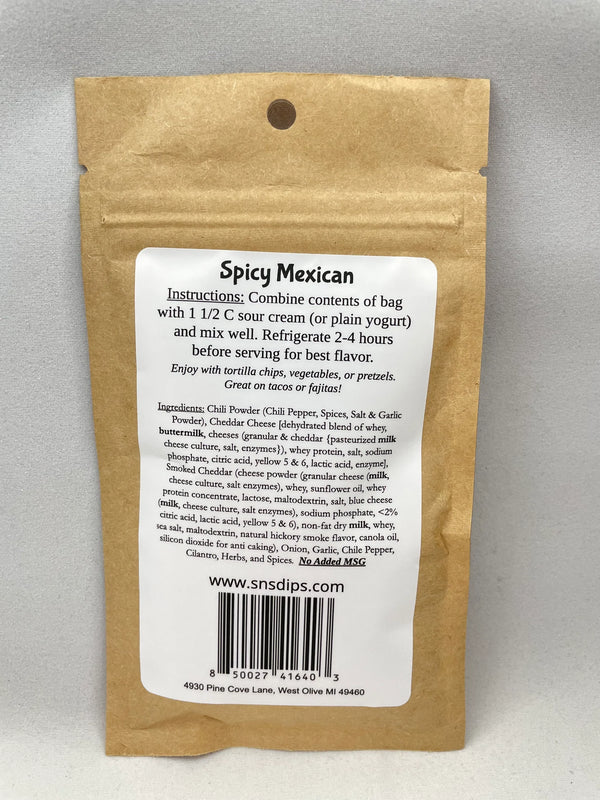 Spicy Mexican
Instructions: Combine contents of bag
with 1 1/2 C sour cream (or plain yogurt)
and mix well. Refrigerate 2-4 hours
before serving for best flavor.
Enjoy with tortilla chips, vegetables, or pretzels.
Great on tacos or fajitas!
Ingredients: Chili Powder (Chili Pepper, Spices, Salt & Garlic
Powder), Cheddar Cheese [dehydrated blend of whey,
buttermilk, cheeses (granular & cheddar {pasteurized milk
cheese culture, salt, enzymes}), whey protein, salt, sodium
phosphate, citric acid, yellow 5 & 6, lactic acid, enzyme],
Smoked Cheddar (cheese powder (granular cheese (milk,
cheese culture, salt enzymes), whey, sunflower oil, whey
protein concentrate, lactose, maltodextrin, salt, blue cheese
(milk, cheese culture, salt enzymes), sodium phosphate, <2%
citric acid, lactic acid, yellow 5 & 6), non-fat dry milk, whey,
sea salt, maltodextrin, natural hickory smoke flavor, canola oil,
silicon dioxide for anti caking), Onion, Garlic, Chile Pepper,
Cilantro, Herbs, and Spices. No Added MSG
www.snsdips.com
8 50027 41640 3
4930 Pine Cove Lane, West Olive MI 49460